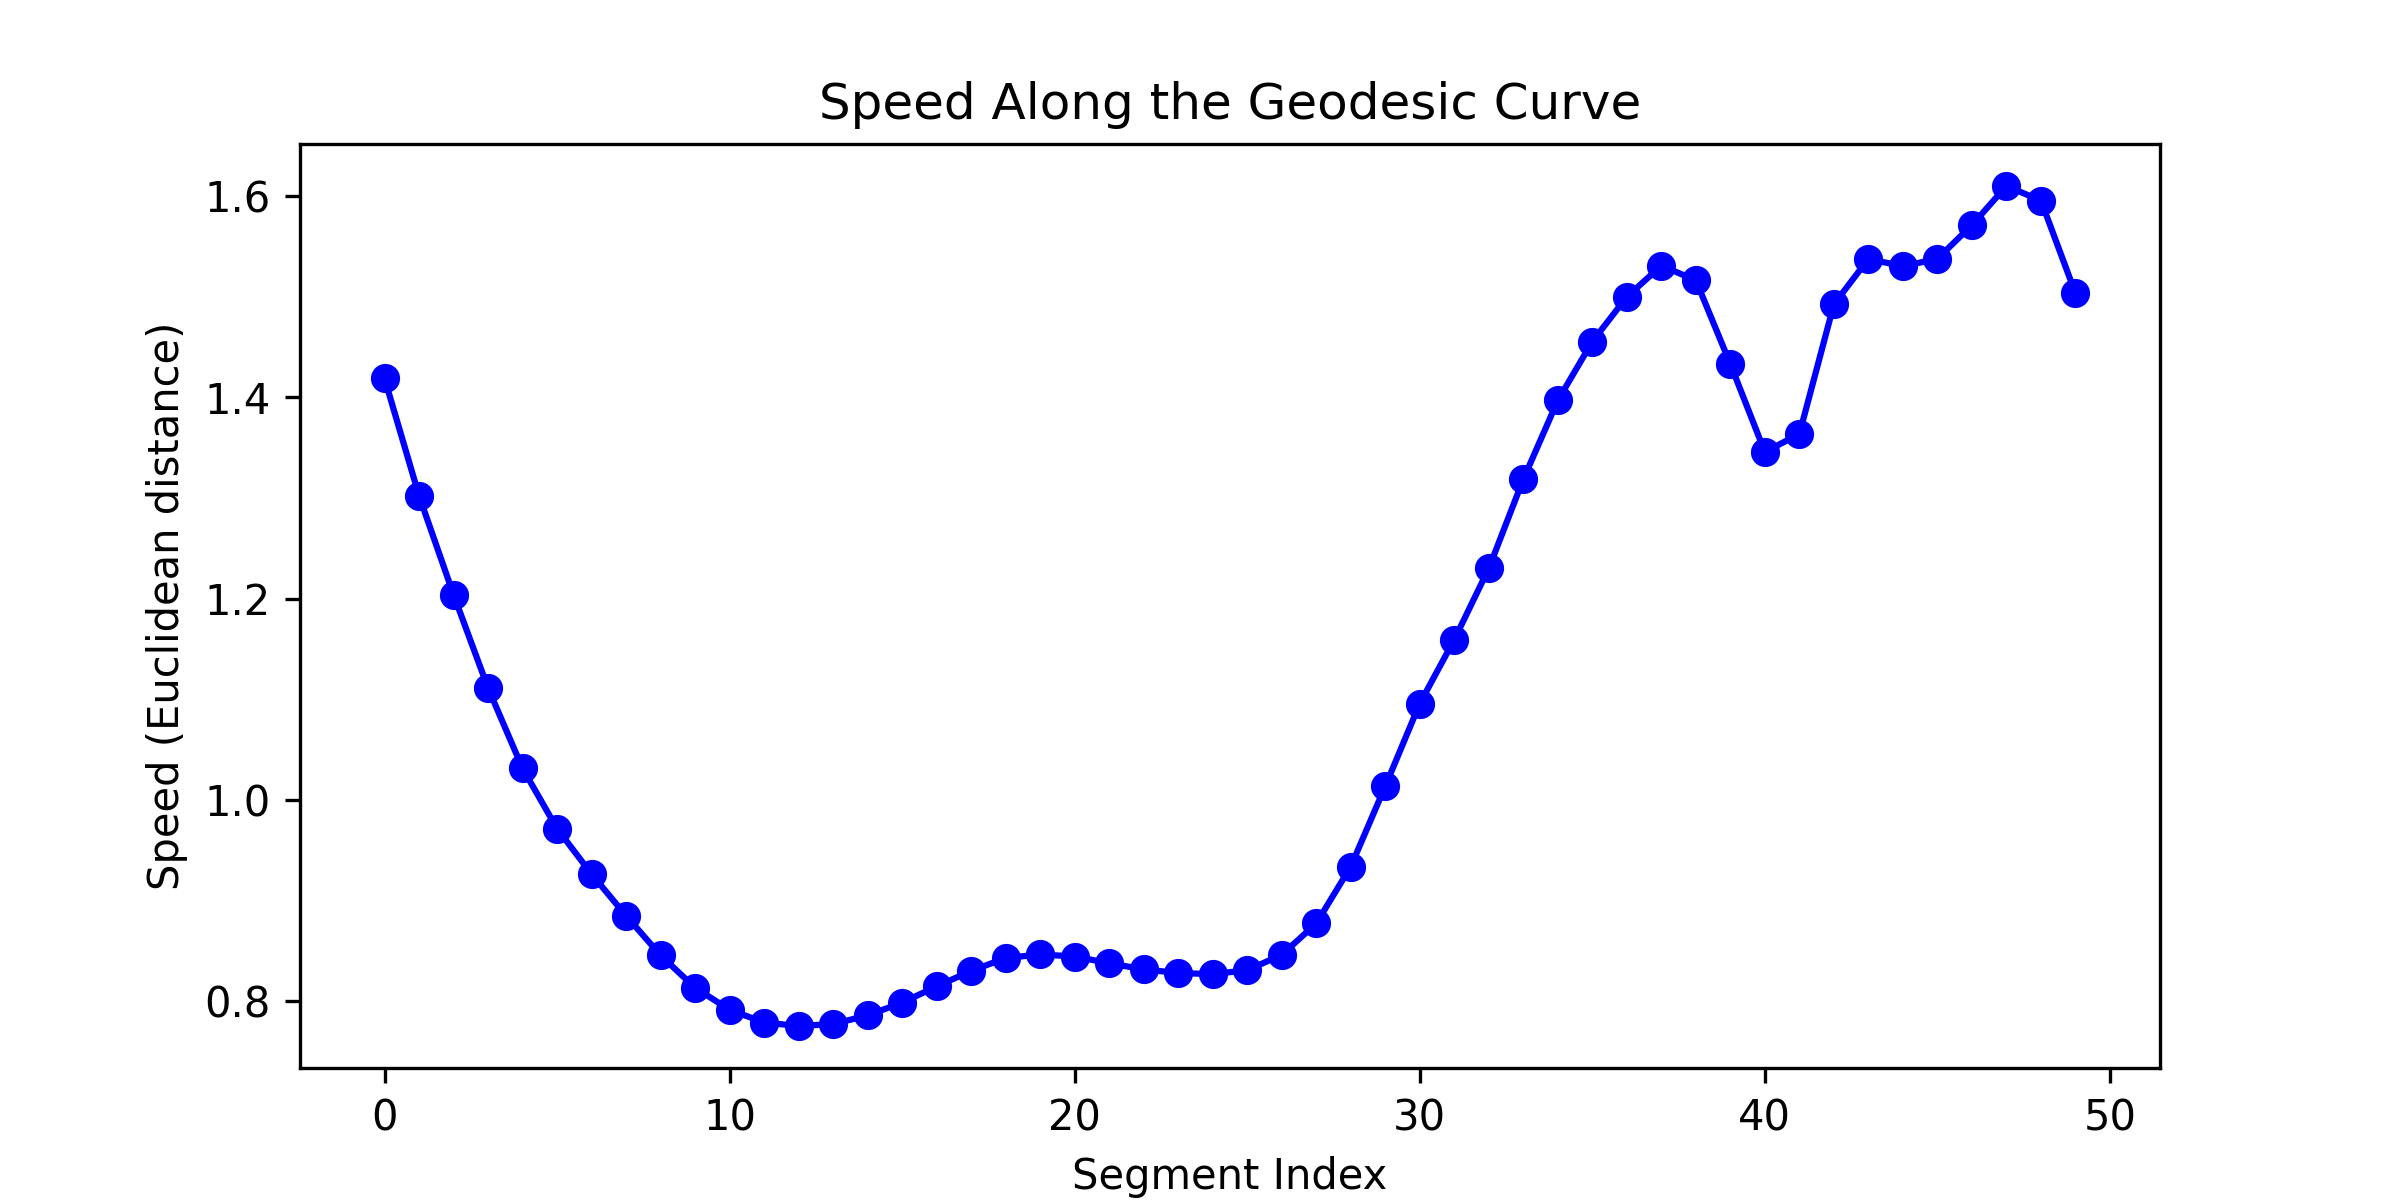 Speed Along the Geodesic Curve
Speed (Euclidean distance)
1.6
1.4
1.2
1.0
0.8
0 10 20 30 40 50
Segment Index